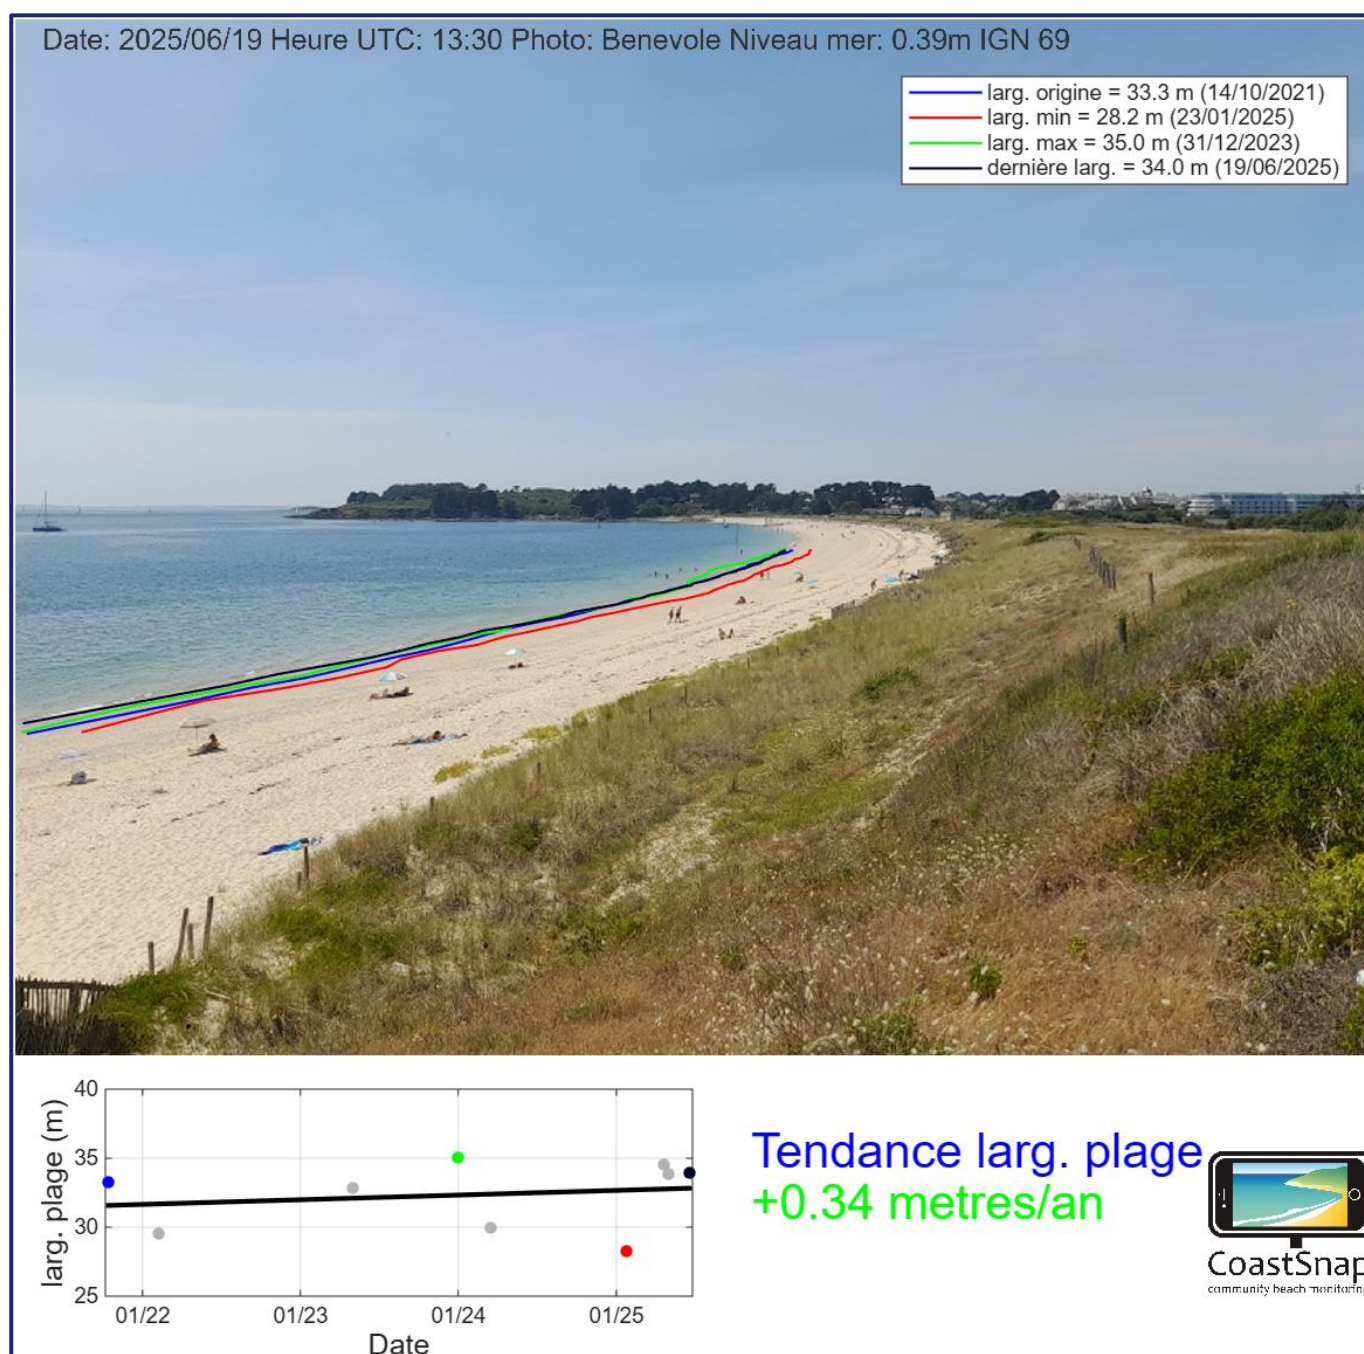 Date: 2025/06/19 Heure UTC: 13:30 Photo: Benevole Niveau mer: 0.39m IGN 69
larg. origine = 33.3 m (14/10/2021)
larg. min = 28.2 m (23/01/2025)
larg. max = 35.0 m (31/12/2023)
dernière larg. = 34.0 m (19/06/2025)
larg. plage (m)
40
35
30
25
01/22
01/23
01/24
01/25
Date
Tendance larg. plage
+0.34 metres/an
CoastSnap
community beach monitorin